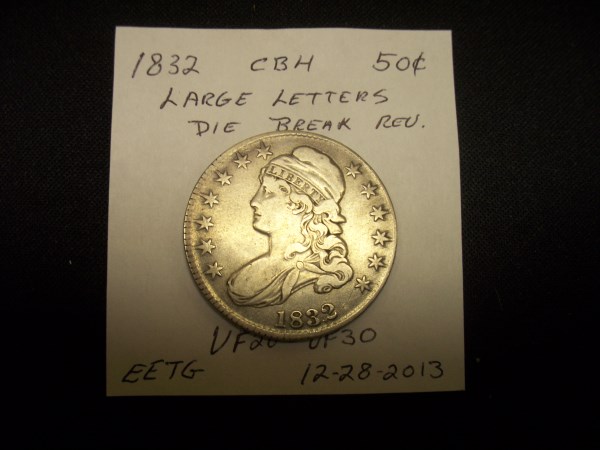 1832 CBH 50¢
LARGE LETTERS
DIE BREAK REV.
LIBERTY
1832
VF20 VF30
EETG 12-28-2013